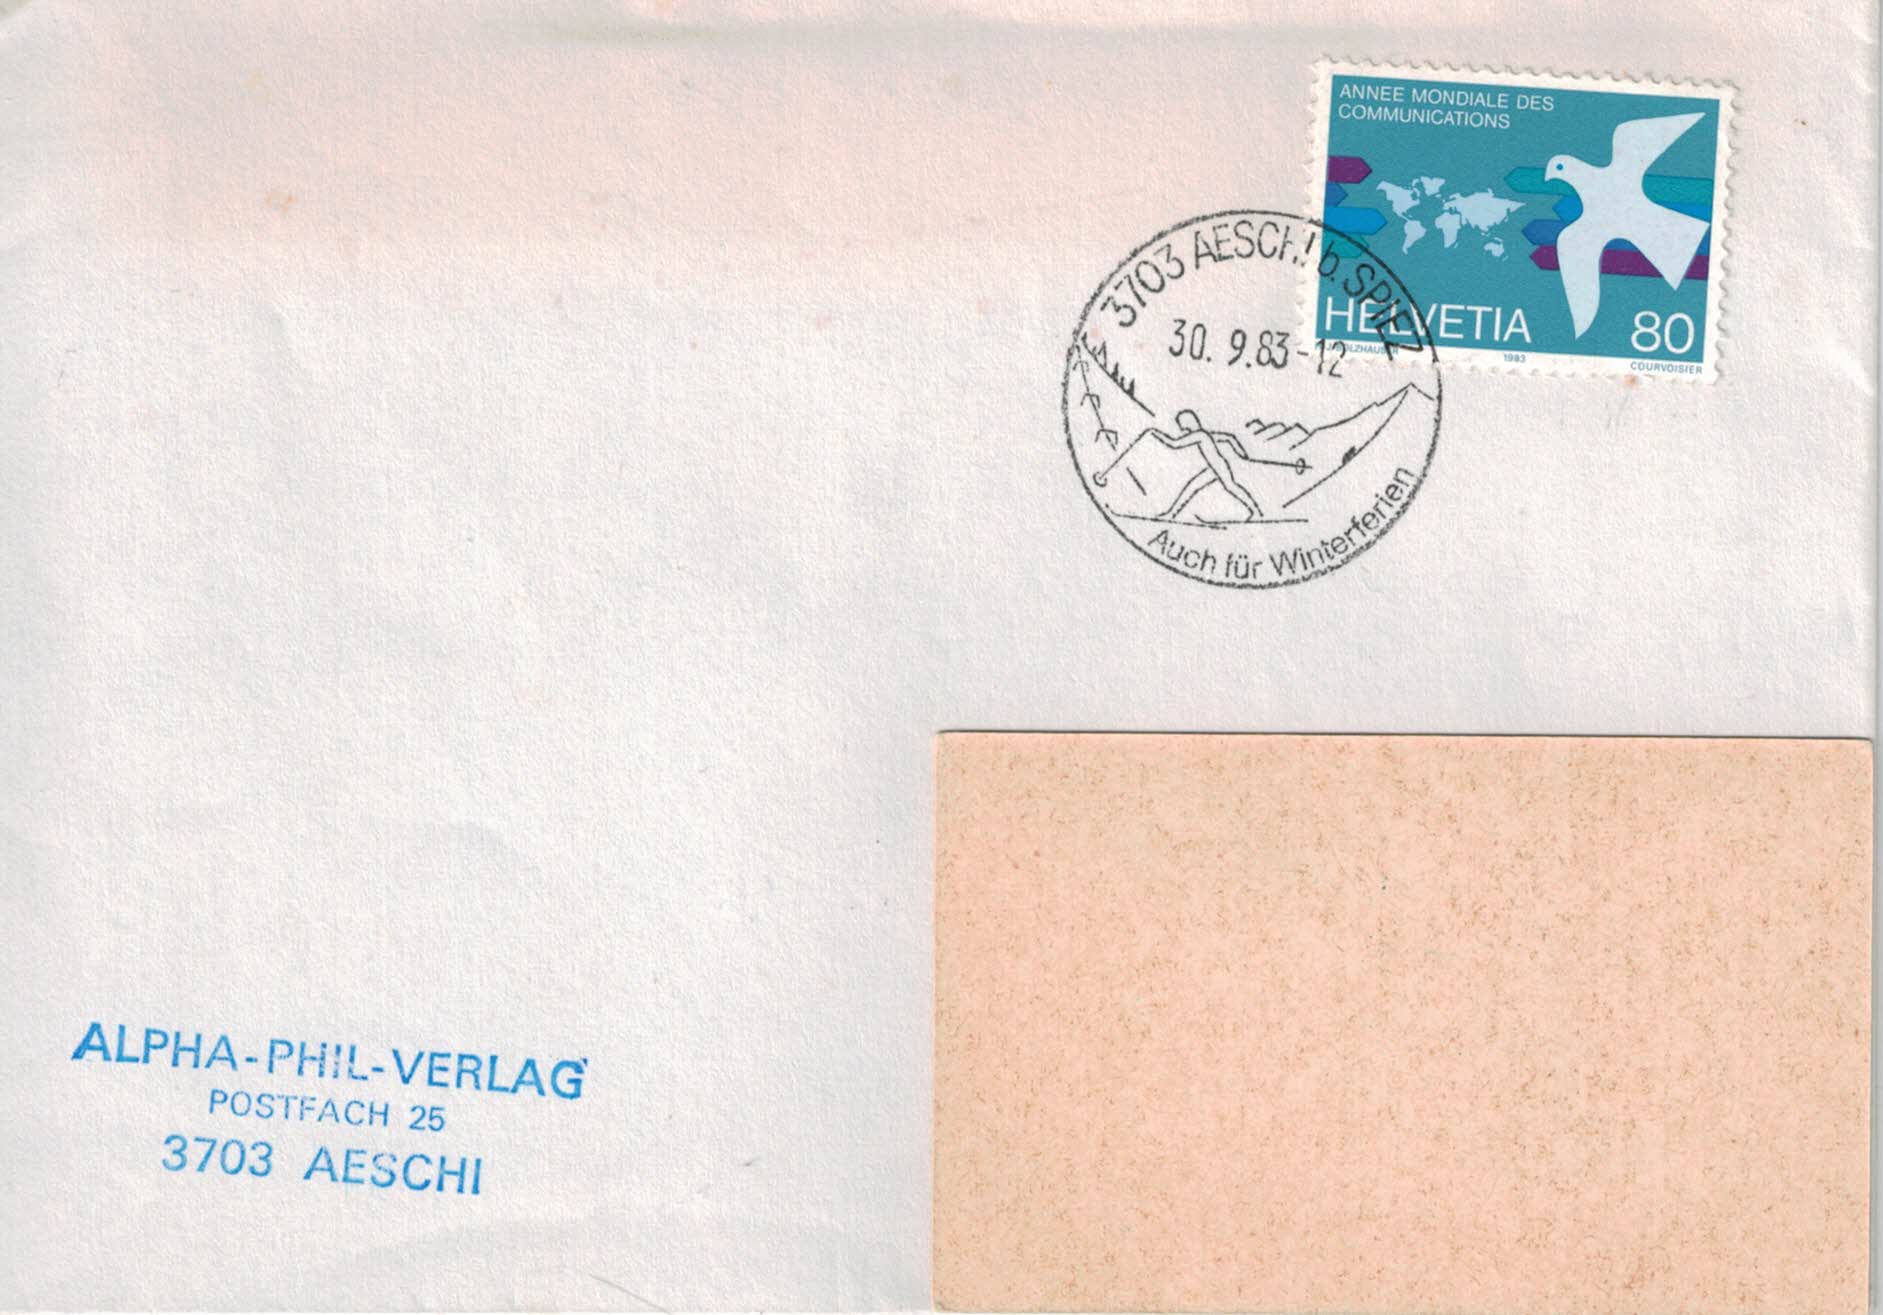 ANNEE MONDIALE DES
COMMUNICATIONS
HELVETIA 80
1983
COURVOISIER
3703 AESCHI b. SPIEZ
30. 9.83-12
Auch für Winterferien
ALPHA-PHIL-VERLAG
POSTFACH 25
3703 AESCHI